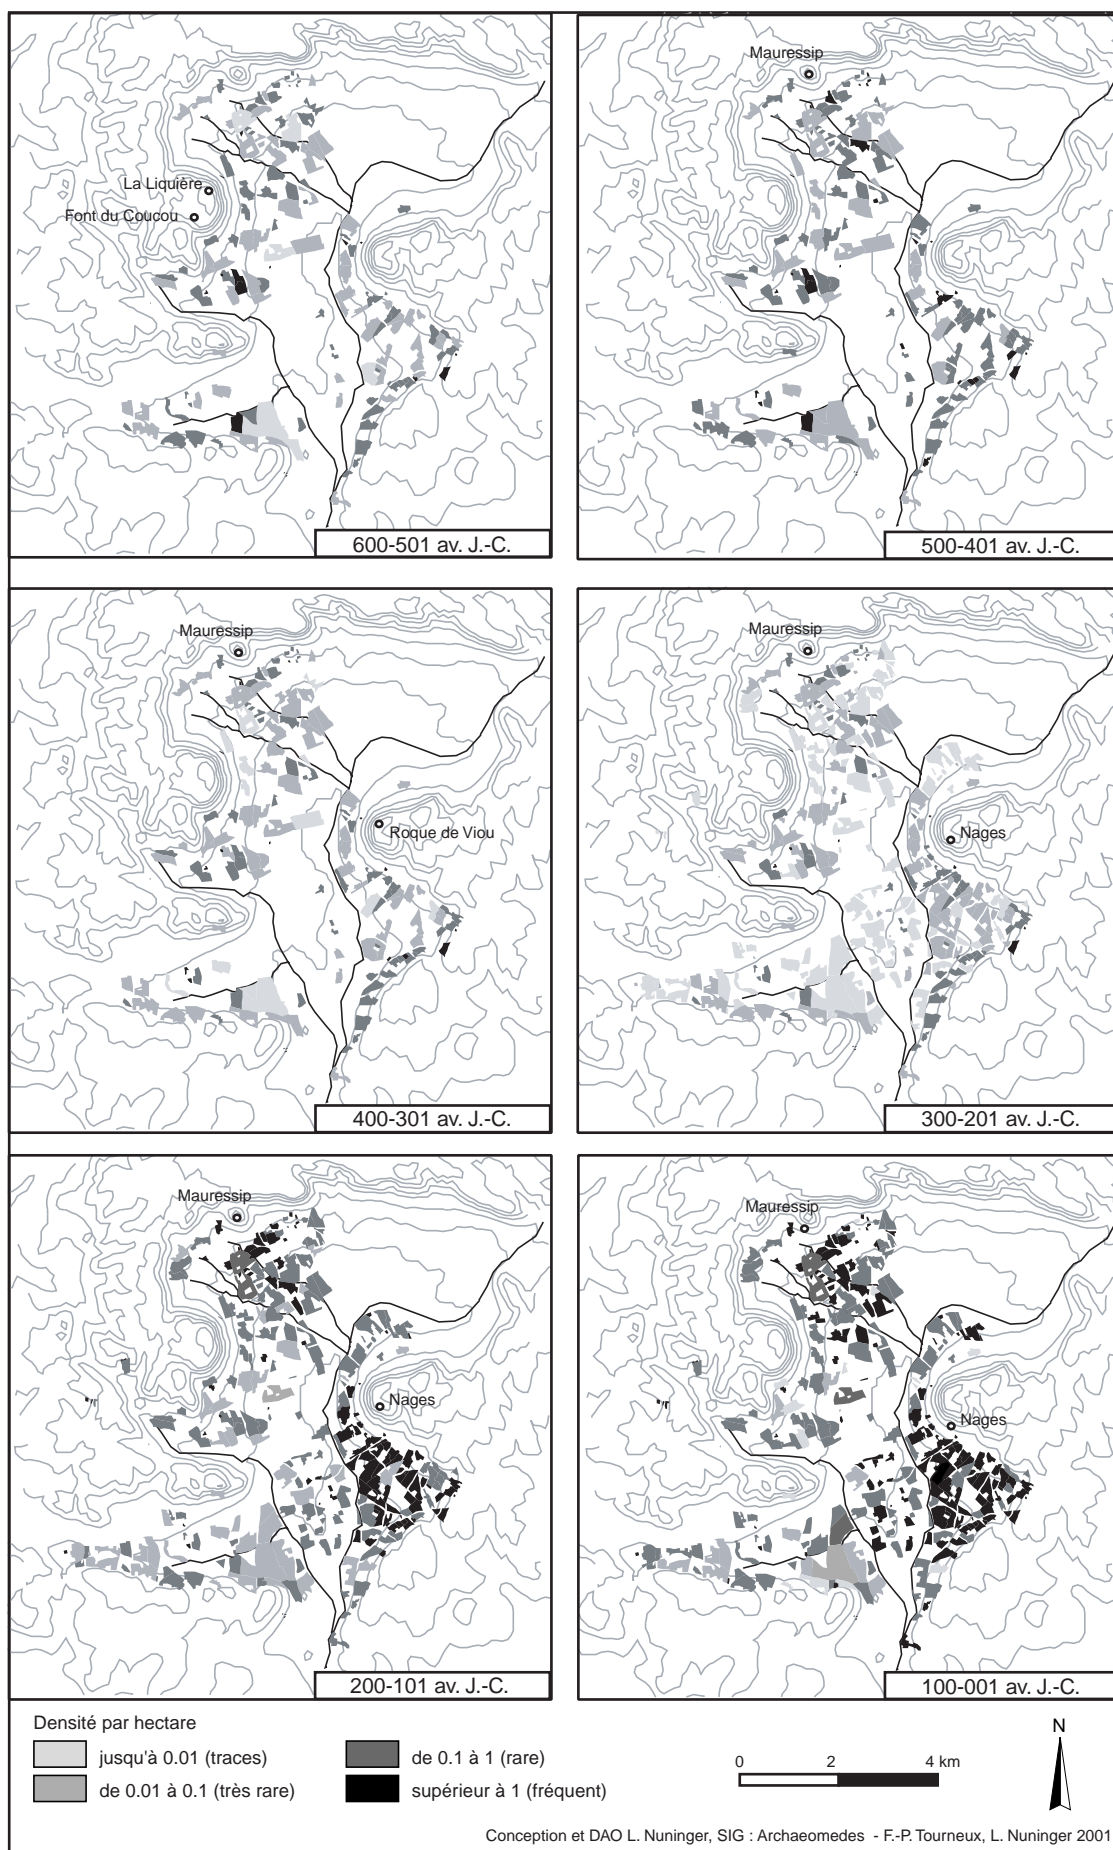 La Liquière
Font du Coucou
600-501 av. J.-C.
Mauressip
500-401 av. J.-C.
Mauressip
Roque de Viou
400-301 av. J.-C.
Mauressip
Nages
300-201 av. J.-C.
Mauressip
Nages
200-101 av. J.-C.
Mauressip
Nages
100-001 av. J.-C.
Densité par hectare
jusqu'à 0.01 (traces)
de 0.01 à 0.1 (très rare)
de 0.1 à 1 (rare)
supérieur à 1 (fréquent)
0 2 4 km
N
Conception et DAO L. Nuninger, SIG : Archaeomedes - F.-P. Tourneux, L. Nuninger 2001